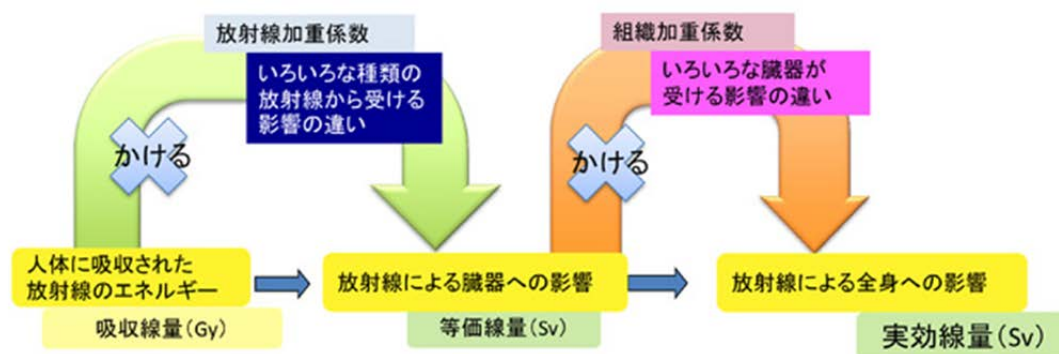 放射線加重係数
いろいろな種類の
放射線から受ける
影響の違い
かける
組織加重係数
いろいろな臓器が
受ける影響の違い
かける
人体に吸収された
放射線のエネルギー
吸収線量(Gy)
放射線による臓器への影響
等価線量(Sv)
放射線による全身への影響
実効線量(Sv)